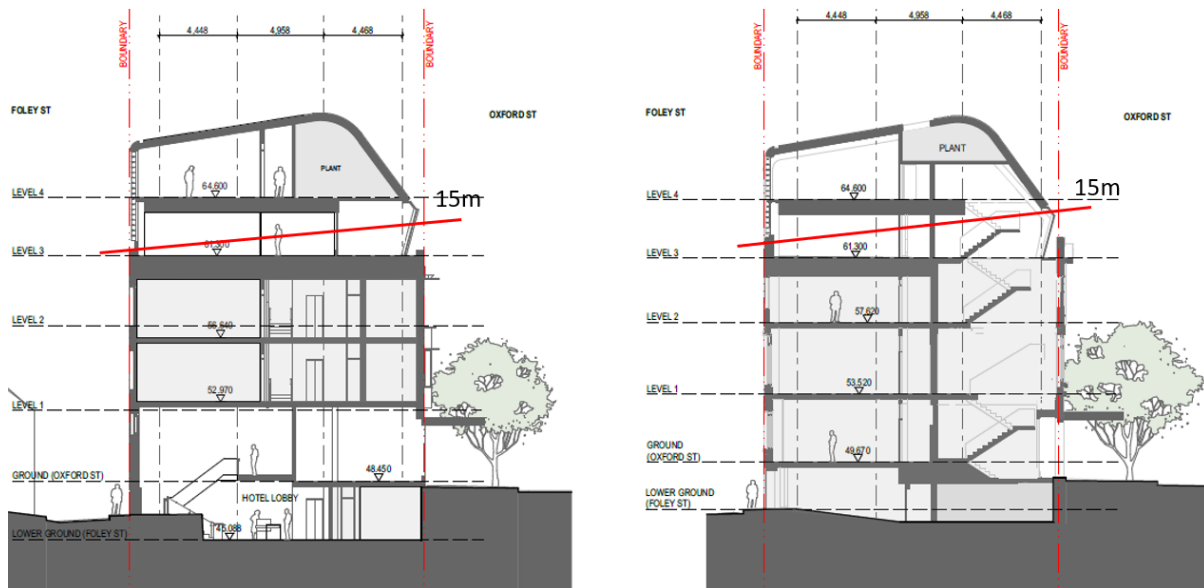 4,448 4,958 4,468
BOUNDARY
BOUNDARY
FOLEY ST
OXFORD ST
PLANT
LEVEL 4
64,600
15m
LEVEL 3
61,300
LEVEL 2
LEVEL 1
52,970
GROUND (OXFORD ST)
48,450
HOTEL LOBBY
LOWER GROUND (FOLEY ST)
4,448 4,958 4,468
BOUNDARY
BOUNDARY
FOLEY ST
OXFORD ST
PLANT
LEVEL 4
64,600
15m
LEVEL 3
61,300
LEVEL 2
57,620
LEVEL 1
53,520
GROUND
(OXFORD ST)
49,670
LOWER GROUND
(FOLEY ST)